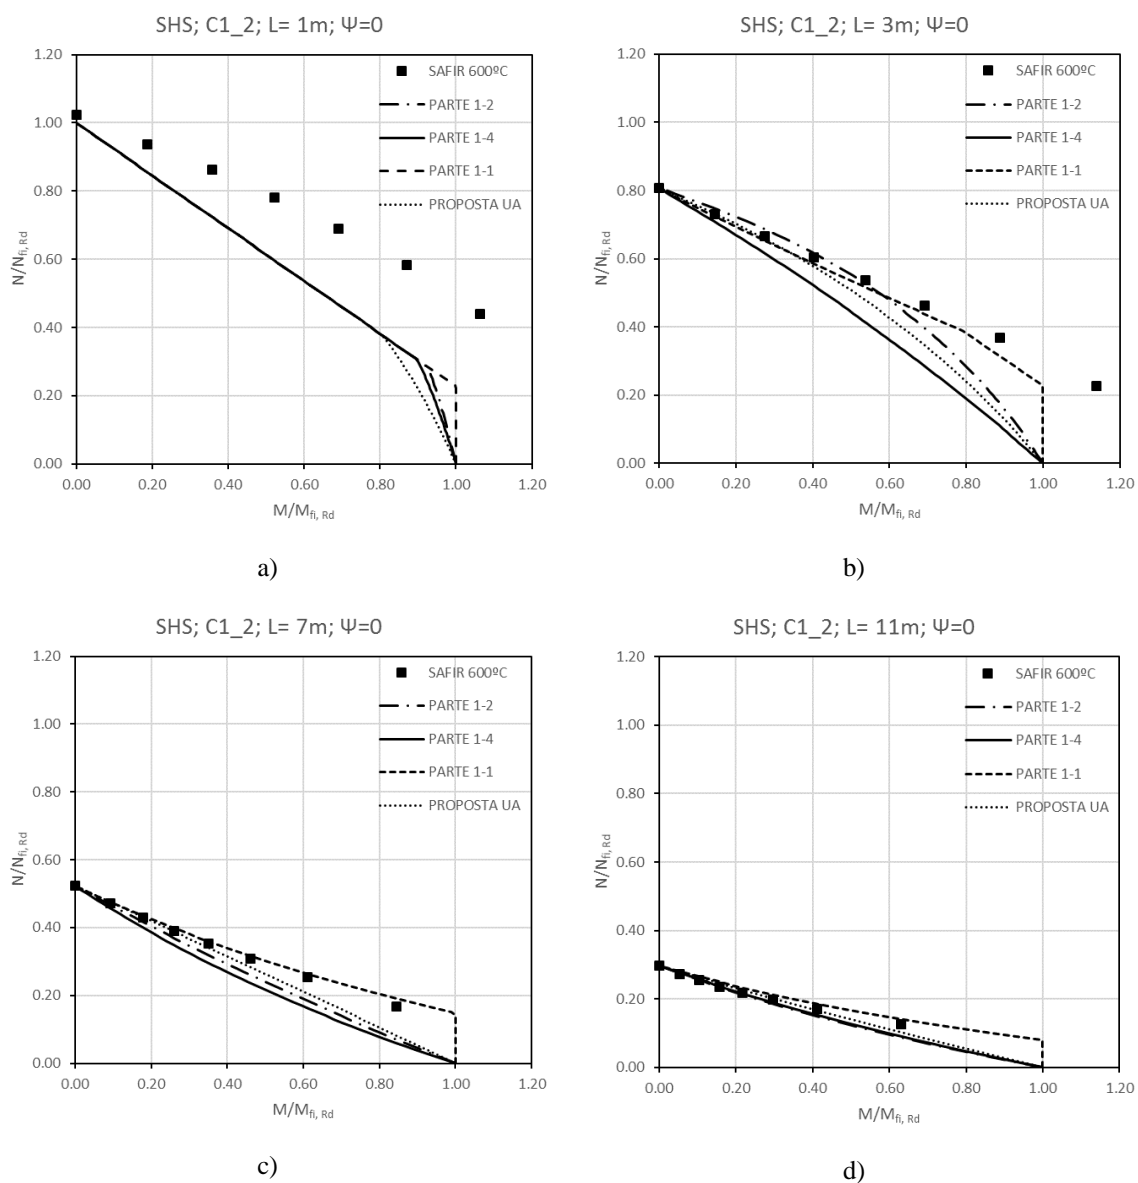 SHS; C1_2; L= 1m; Ψ=0
1.20
1.00
0.80
0.60
0.40
0.20
0.00
N/Nfi, Rd
0.00 0.20 0.40 0.60 0.80 1.00 1.20
M/Mfi, Rd
SAFIR 600ºC
PARTE 1-2
PARTE 1-4
PARTE 1-1
PROPOSTA UA
a)
SHS; C1_2; L= 3m; Ψ=0
1.20
1.00
0.80
0.60
0.40
0.20
0.00
N/Nfi, Rd
0.00 0.20 0.40 0.60 0.80 1.00 1.20
M/Mfi, Rd
SAFIR 600ºC
PARTE 1-2
PARTE 1-4
PARTE 1-1
PROPOSTA UA
b)
SHS; C1_2; L= 7m; Ψ=0
1.20
1.00
0.80
0.60
0.40
0.20
0.00
N/Nfi, Rd
0.00 0.20 0.40 0.60 0.80 1.00 1.20
M/Mfi, Rd
SAFIR 600ºC
PARTE 1-2
PARTE 1-4
PARTE 1-1
PROPOSTA UA
c)
SHS; C1_2; L= 11m; Ψ=0
1.20
1.00
0.80
0.60
0.40
0.20
0.00
N/Nfi, Rd
0.00 0.20 0.40 0.60 0.80 1.00 1.20
M/Mfi, Rd
SAFIR 600ºC
PARTE 1-2
PARTE 1-4
PARTE 1-1
PROPOSTA UA
d)